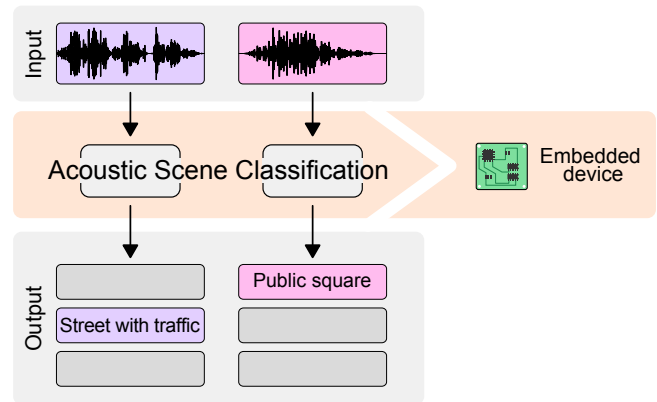 Input
Acoustic Scene Classification
Embedded
device
Output
Public square
Street with traffic